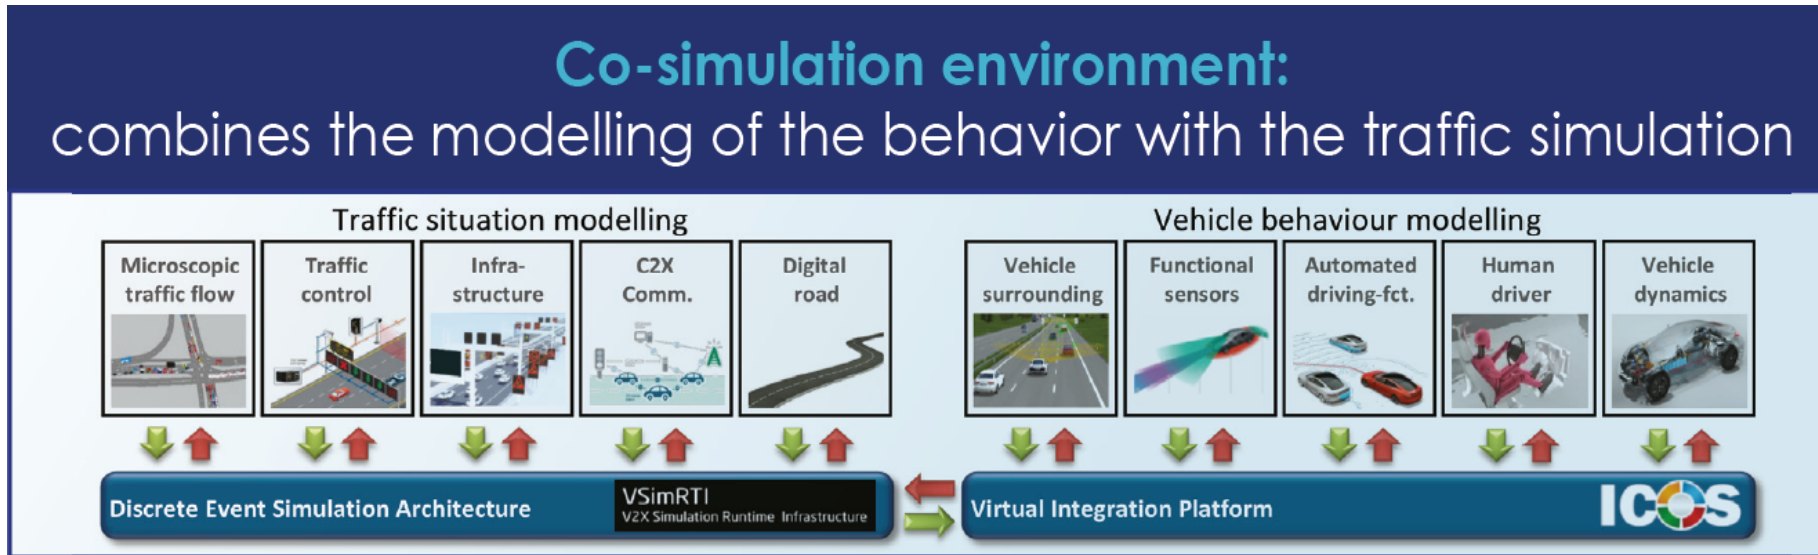 Co-simulation environment:
combines the modelling of the behavior with the traffic simulation
Traffic situation modelling
Microscopic
traffic flow
Traffic
control
Infra-
structure
C2X
Comm.
Digital
road
Vehicle behaviour modelling
Vehicle
surrounding
Functional
sensors
Automated
driving-fct.
Human
driver
Vehicle
dynamics
Discrete Event Simulation Architecture
VSimRTI
V2X Simulation Runtime Infrastructure
Virtual Integration Platform
ICOS